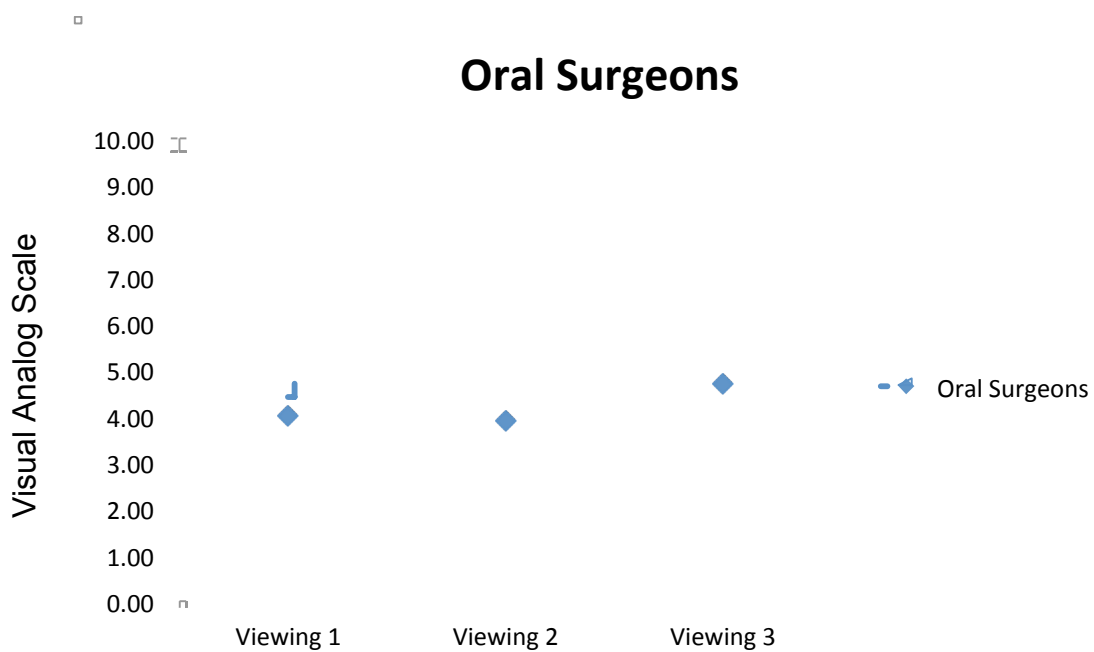 Oral Surgeons
Visual Analog Scale
10.00
9.00
8.00
7.00
6.00
5.00
4.00
3.00
2.00
1.00
0.00
Oral Surgeons
Viewing 1
Viewing 2
Viewing 3